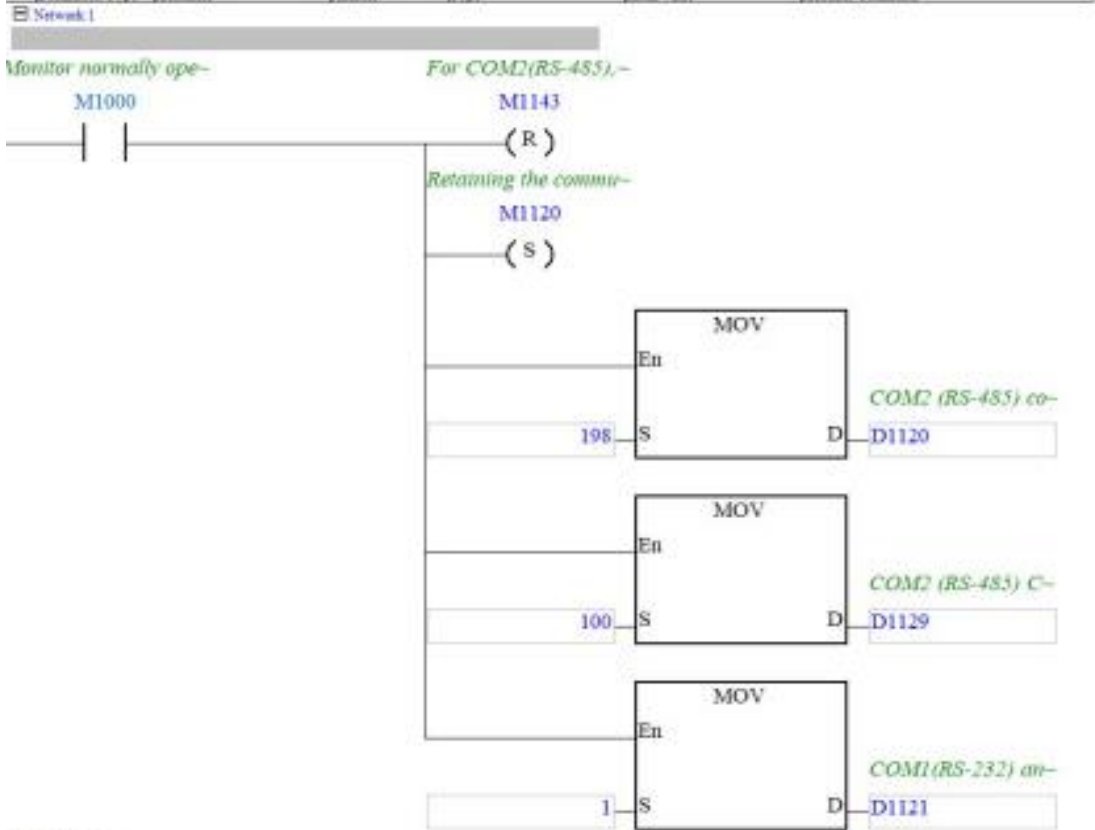 Network 1
Monitor normally ope~ For COM2(RS-485),~
M1000 M1143
( R )
Retaining the commu~
M1120
( S )
MOV
En
COM2 (RS-485) co~
198 S D D1120
MOV
En
COM2 (RS-485) C~
100 S D D1129
MOV
En
COM1(RS-232) an~
1 S D D1121